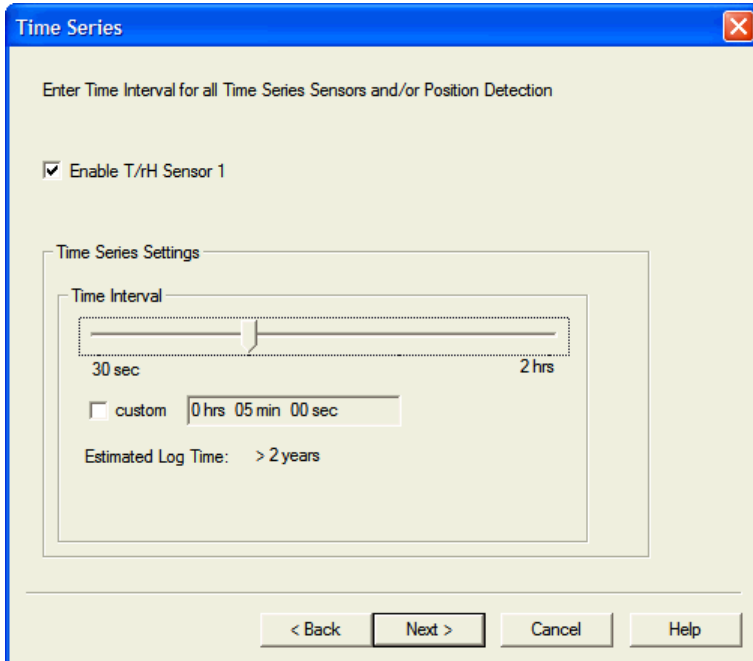 Time Series
Enter Time Interval for all Time Series Sensors and/or Position Detection
Enable T/rH Sensor 1
Time Series Settings
Time Interval
30 sec 2 hrs
custom 0 hrs 05 min 00 sec
Estimated Log Time: > 2 years
< Back Next > Cancel Help